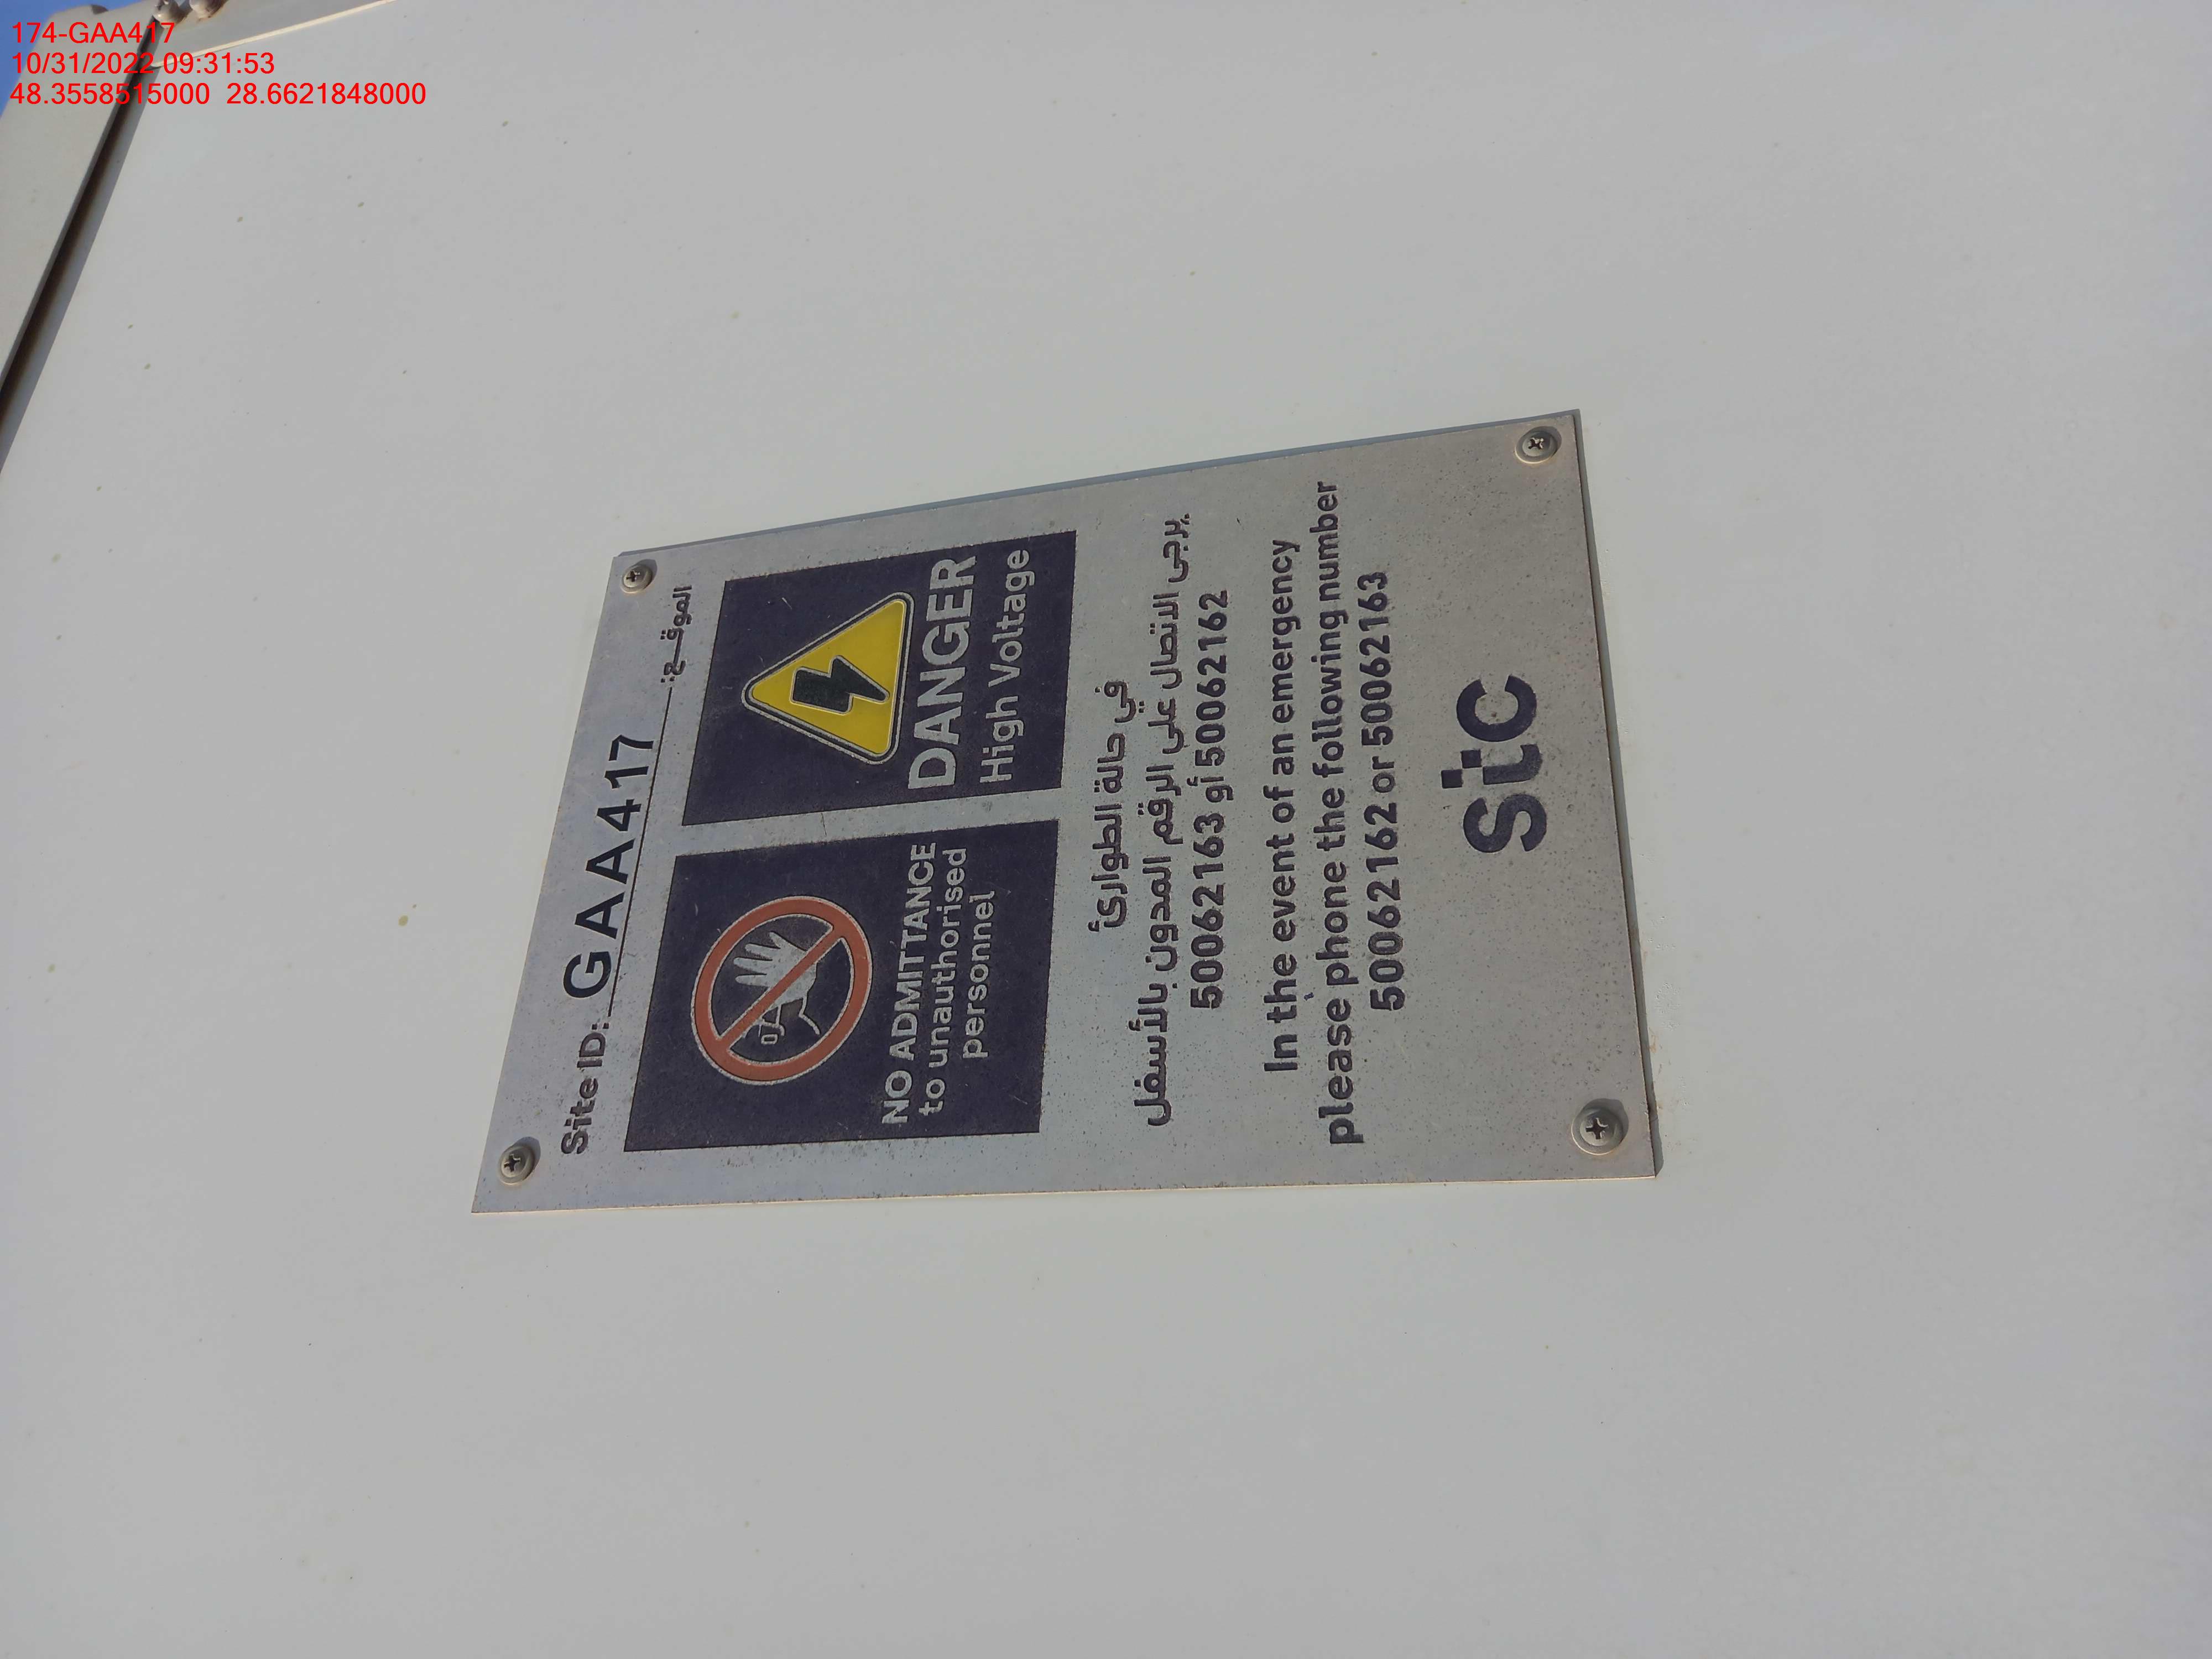 174-GAA417
10/31/2022 09:31:53
48.3558515000 28.6621848000
Site ID: GAA417 الموقـع:
NO ADMITTANCE
to unauthorised
personnel
DANGER
High Voltage
في حالة الطوارئ
يرجى الاتصال على الرقم المدون بالأسفل
50062163 أو 50062162
In the event of an emergency
please phone the following number
50062162 or 50062163
stc